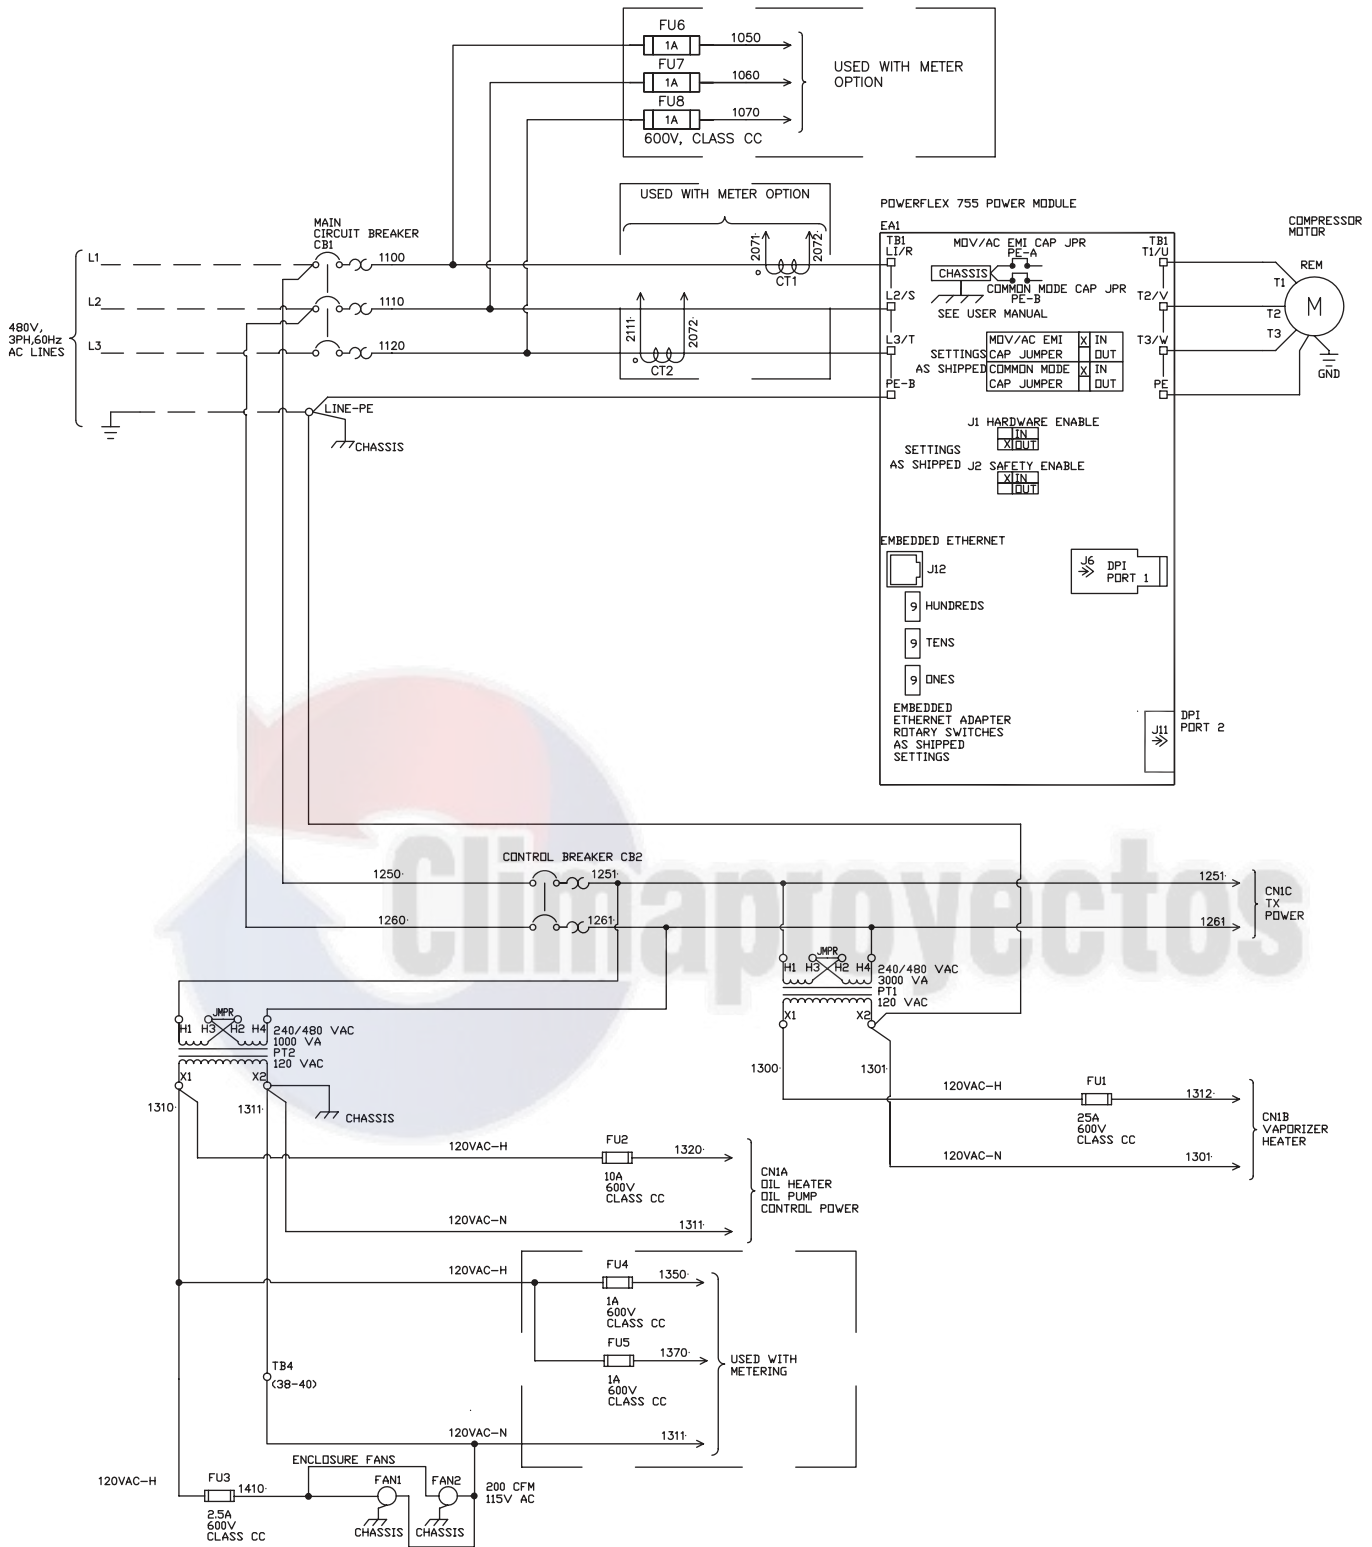 FU6
1A
1050
FU7
1A
1060
USED WITH METER
OPTION
FU8
1A
1070
600V, CLASS CC
USED WITH METER OPTION
POWERFLEX 755 POWER MODULE
EA1
COMPRESSOR
MOTOR
MAIN
CIRCUIT BREAKER
CB1
L1
1100
2071
2072
CT1
TB1
L1/R
MOV/AC EMI CAP JPR
PE-A
CHASSIS
COMMON MODE CAP JPR
PE-B
SEE USER MANUAL
TB1
T1/U
REM
T1
M
L2
1110
2111
2072
CT2
L2/S
T2/V
T2
480V,
3PH,60Hz
AC LINES
L3
1120
L3/T
T3/W
T3
GND
SETTINGS
AS SHIPPED
MOV/AC EMI X IN
CAP JUMPER OUT
COMMON MODE X IN
CAP JUMPER OUT
PE-B
PE
LINE-PE
CHASSIS
J1 HARDWARE ENABLE
IN
X OUT
SETTINGS
AS SHIPPED
J2 SAFETY ENABLE
X IN
OUT
EMBEDDED ETHERNET
J12
J6
DPI
PORT 1
9 HUNDREDS
9 TENS
9 ONES
EMBEDDED
ETHERNET ADAPTER
ROTARY SWITCHES
AS SHIPPED
SETTINGS
J11
DPI
PORT 2
Climaproyectos
CONTROL BREAKER CB2
1250
1251
1251
1260
1261
1261
CN1C
TX
POWER
JMPR
H1 H3 H2 H4
240/480 VAC
3000 VA
PT1
120 VAC
X1
X2
JMPR
H1 H3 H2 H4
240/480 VAC
1000 VA
PT2
120 VAC
X1
X2
1310
1311
CHASSIS
1300
1301
120VAC-H
FU1
1312
25A
600V
CLASS CC
CN1B
VAPORIZER
HEATER
120VAC-N
1301
120VAC-H
FU2
1320
10A
600V
CLASS CC
CN1A
OIL HEATER
OIL PUMP
CONTROL POWER
120VAC-N
1311
120VAC-H
FU4
1350
1A
600V
CLASS CC
FU5
1370
1A
600V
CLASS CC
USED WITH
METERING
TB4
(38-40)
120VAC-N
1311
120VAC-H
FU3
1410
2.5A
600V
CLASS CC
ENCLOSURE FANS
FAN1
FAN2
200 CFM
115V AC
CHASSIS
CHASSIS